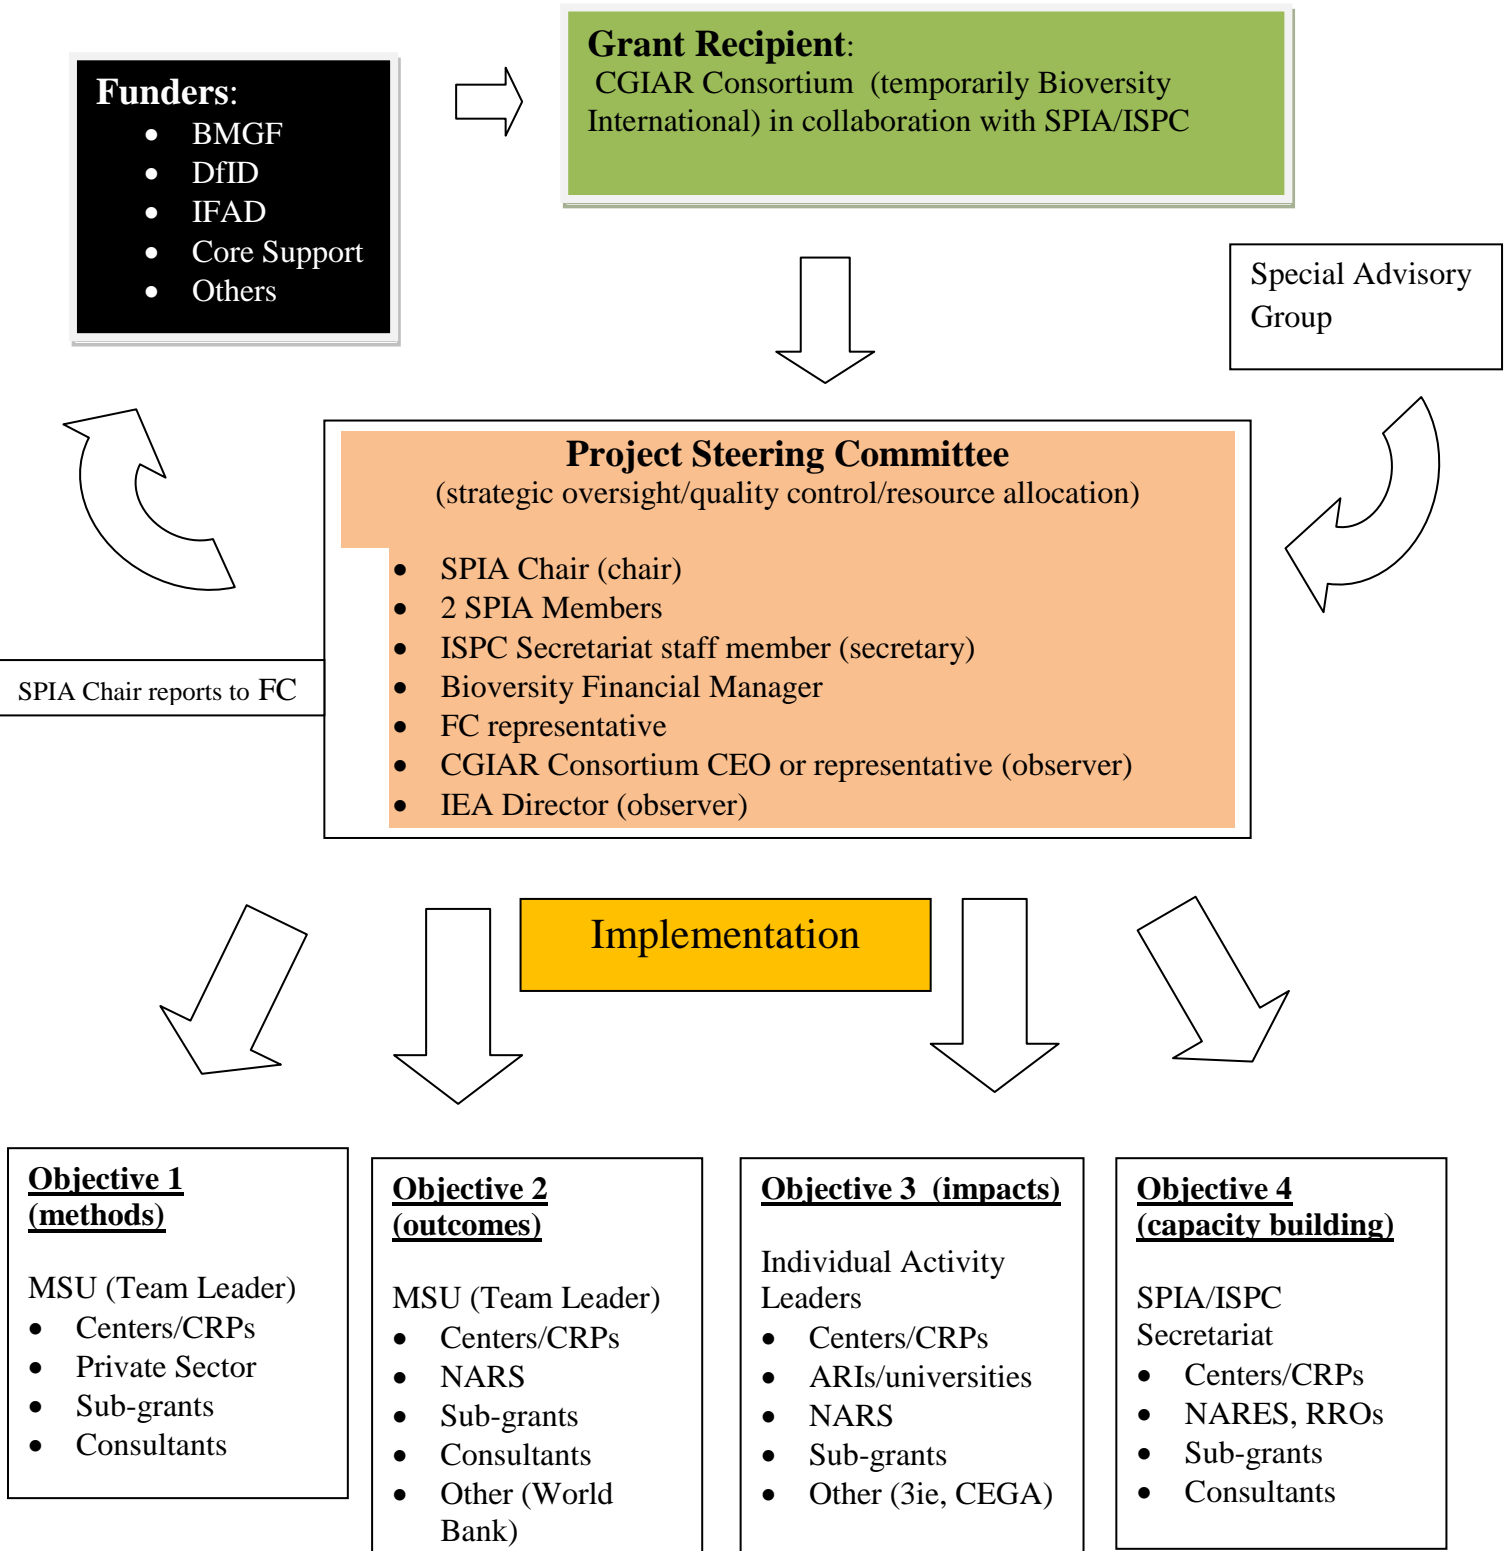 Funders:
• BMGF
• DfID
• IFAD
• Core Support
• Others
Grant Recipient:
CGIAR Consortium (temporarily Bioversity
International) in collaboration with SPIA/ISPC
Special Advisory
Group
Project Steering Committee
(strategic oversight/quality control/resource allocation)
• SPIA Chair (chair)
• 2 SPIA Members
• ISPC Secretariat staff member (secretary)
• Bioversity Financial Manager
• FC representative
• CGIAR Consortium CEO or representative (observer)
• IEA Director (observer)
SPIA Chair reports to FC
Implementation
Objective 1
(methods)
MSU (Team Leader)
• Centers/CRPs
• Private Sector
• Sub-grants
• Consultants
Objective 2
(outcomes)
MSU (Team Leader)
• Centers/CRPs
• NARS
• Sub-grants
• Consultants
• Other (World
Bank)
Objective 3 (impacts)
Individual Activity
Leaders
• Centers/CRPs
• ARIs/universities
• NARS
• Sub-grants
• Other (3ie, CEGA)
Objective 4
(capacity building)
SPIA/ISPC
Secretariat
• Centers/CRPs
• NARES, RROs
• Sub-grants
• Consultants